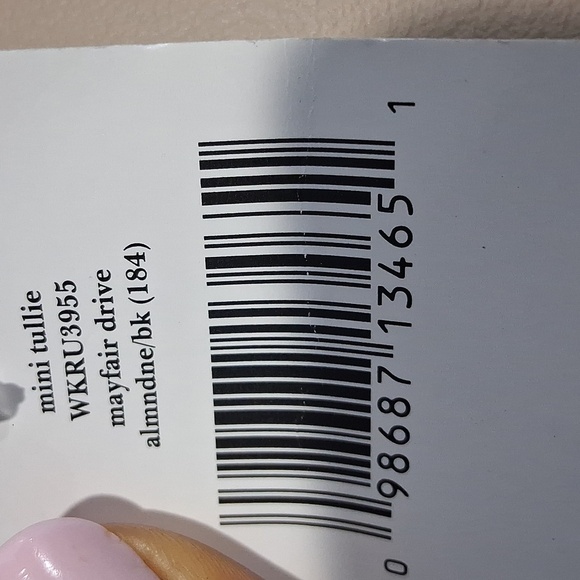 mini tullie
WKRU3955
mayfair drive
almndne/bk (184)
0 98687 13465 1